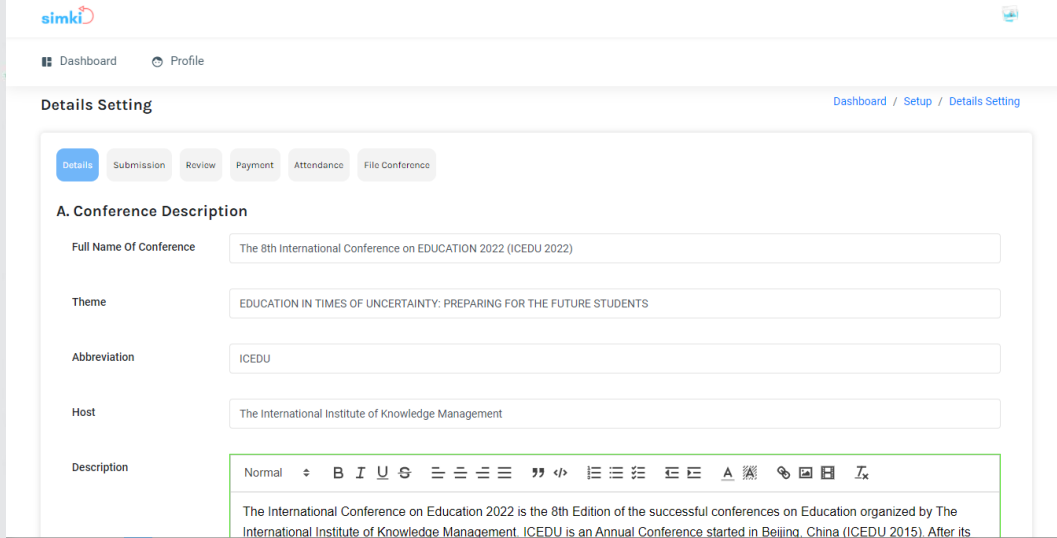 simki
Dashboard Profile
Details Setting
Dashboard / Setup / Details Setting
Details Submission Review Payment Attendance File Conference
A. Conference Description
Full Name Of Conference The 8th International Conference on EDUCATION 2022 (ICEDU 2022)
Theme EDUCATION IN TIMES OF UNCERTAINTY: PREPARING FOR THE FUTURE STUDENTS
Abbreviation ICEDU
Host The International Institute of Knowledge Management
Description
Normal B I U S A A Tx
The International Conference on Education 2022 is the 8th Edition of the successful conferences on Education organized by The
International Institute of Knowledge Management. ICEDU is an Annual Conference started in Beijing, China (ICEDU 2015). After its